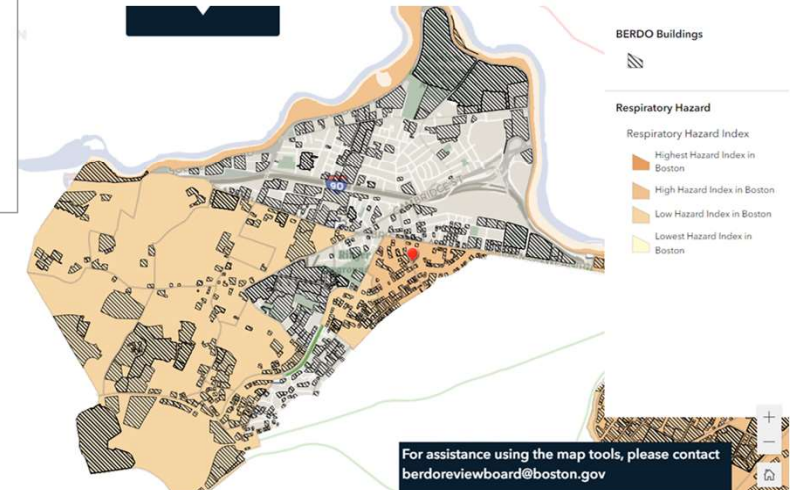 BERDO Buildings
Respiratory Hazard
Respiratory Hazard Index
Highest Hazard Index in
Boston
High Hazard Index in Boston
Low Hazard Index in Boston
Lowest Hazard Index in
Boston
90
For assistance using the map tools, please contact
berdoreviewboard@boston.gov